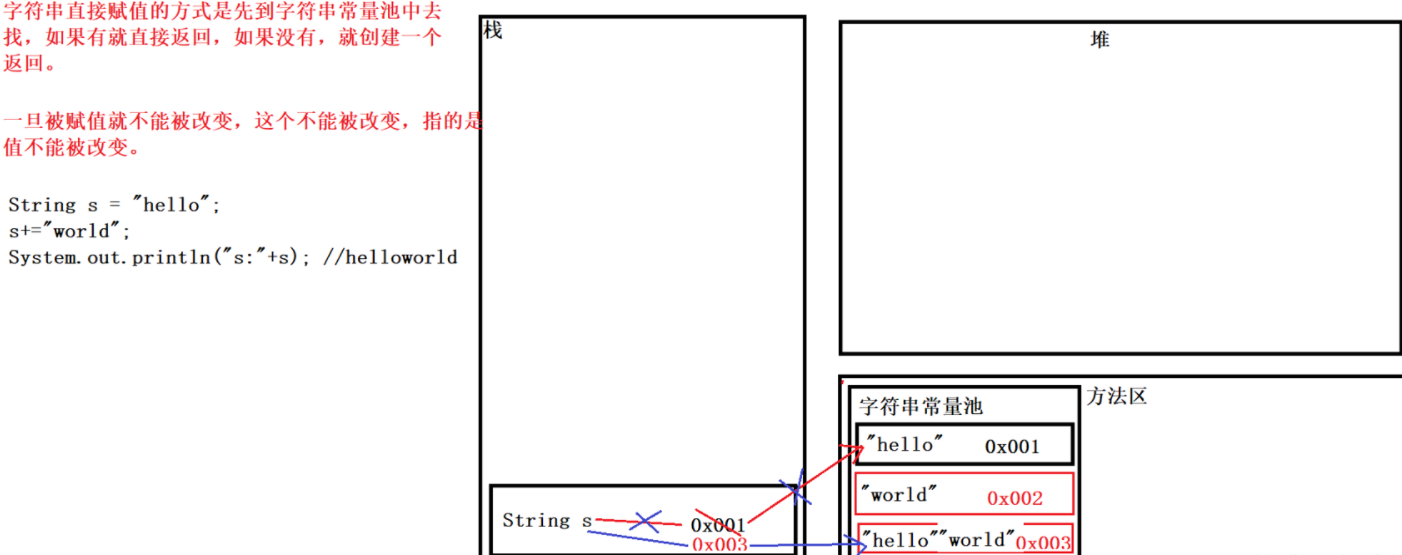 字符串直接赋值的方式是先到字符串常量池中去
找，如果有就直接返回，如果没有，就创建一个
返回。
一旦被赋值就不能被改变，这个不能被改变，指的是
值不能被改变。
String s = "hello";
s+="world";
System.out.println("s:"+s); //helloworld
栈
String s
0x001
0x003
堆
方法区
字符串常量池
"hello" 0x001
"world" 0x002
"hello""world"0x003